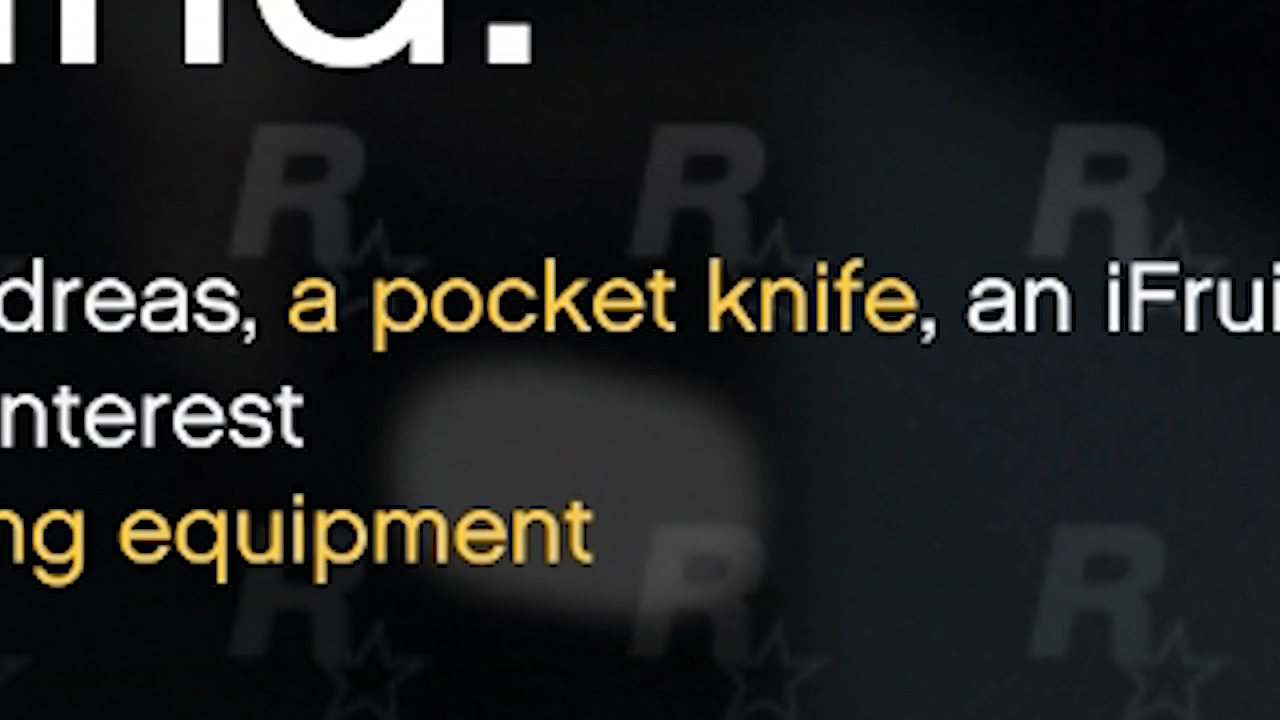 dreas, a pocket knife, an iFrui
nterest
ng equipment
R R R
R R R